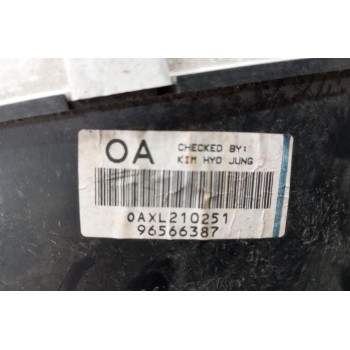 OA
CHECKED BY:
KIM HYO JUNG
0AXL210251
96566387